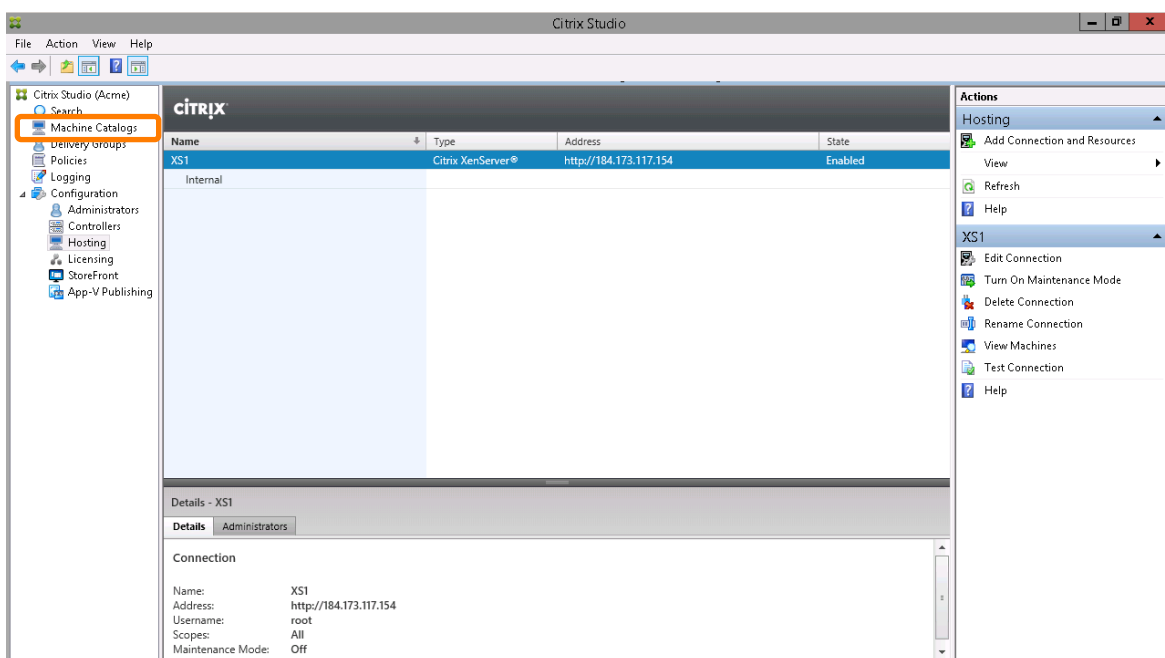 Citrix Studio
File Action View Help
Citrix Studio (Acme)
Search
Machine Catalogs
Delivery Groups
Policies
Logging
Configuration
Administrators
Controllers
Hosting
Licensing
StoreFront
App-V Publishing
CITRIX
Name Type Address State
XS1 Citrix XenServer® http://184.173.117.154 Enabled
Internal
Details - XS1
Details Administrators
Connection
Name: XS1
Address: http://184.173.117.154
Username: root
Scopes: All
Maintenance Mode: Off
Actions
Hosting
Add Connection and Resources
View
Refresh
Help
XS1
Edit Connection
Turn On Maintenance Mode
Delete Connection
Rename Connection
View Machines
Test Connection
Help